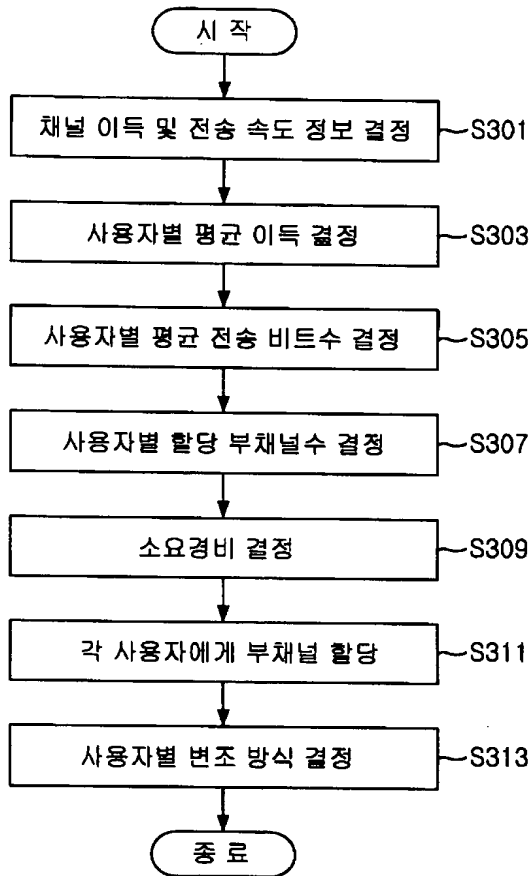 시 작
채널 이득 및 전송 속도 정보 결정 S301
사용자별 평균 이득 결정 S303
사용자별 평균 전송 비트수 결정 S305
사용자별 할당 부채널수 결정 S307
소요경비 결정 S309
각 사용자에게 부채널 할당 S311
사용자별 변조 방식 결정 S313
종 료